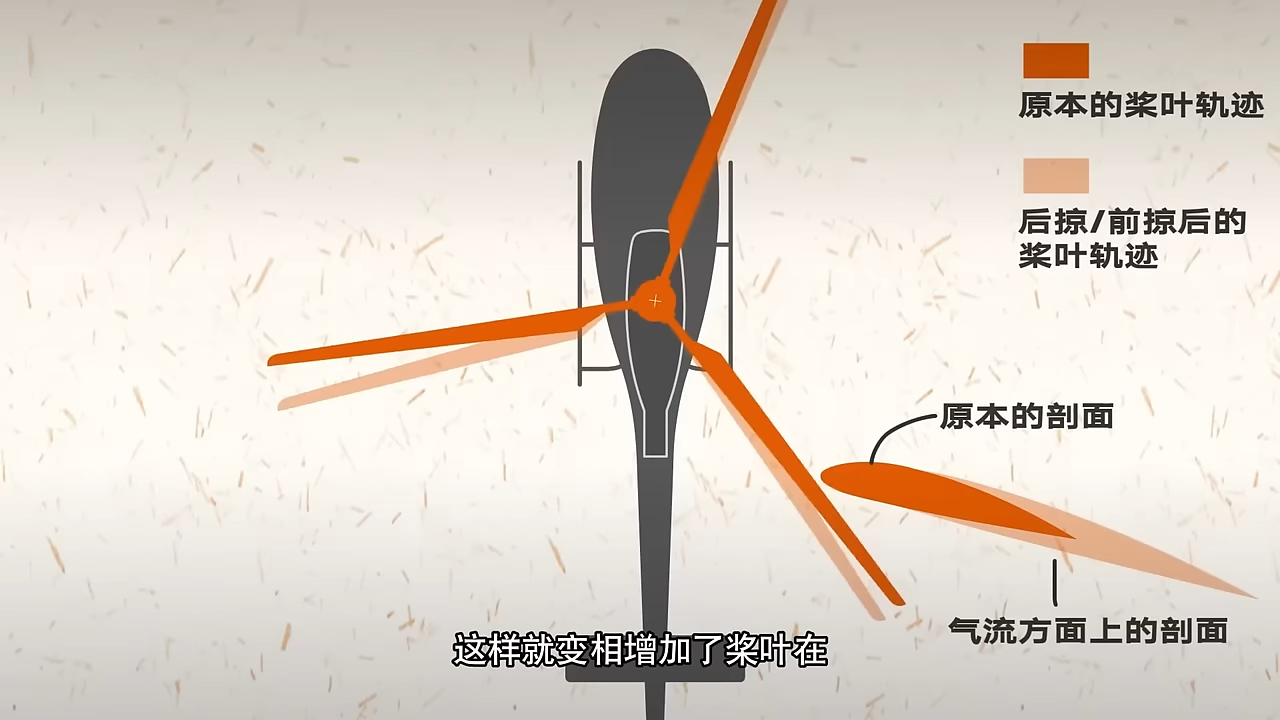 原本的桨叶轨迹
后掠/前掠后的
桨叶轨迹
原本的剖面
气流方面上的剖面
这样就变相增加了桨叶在